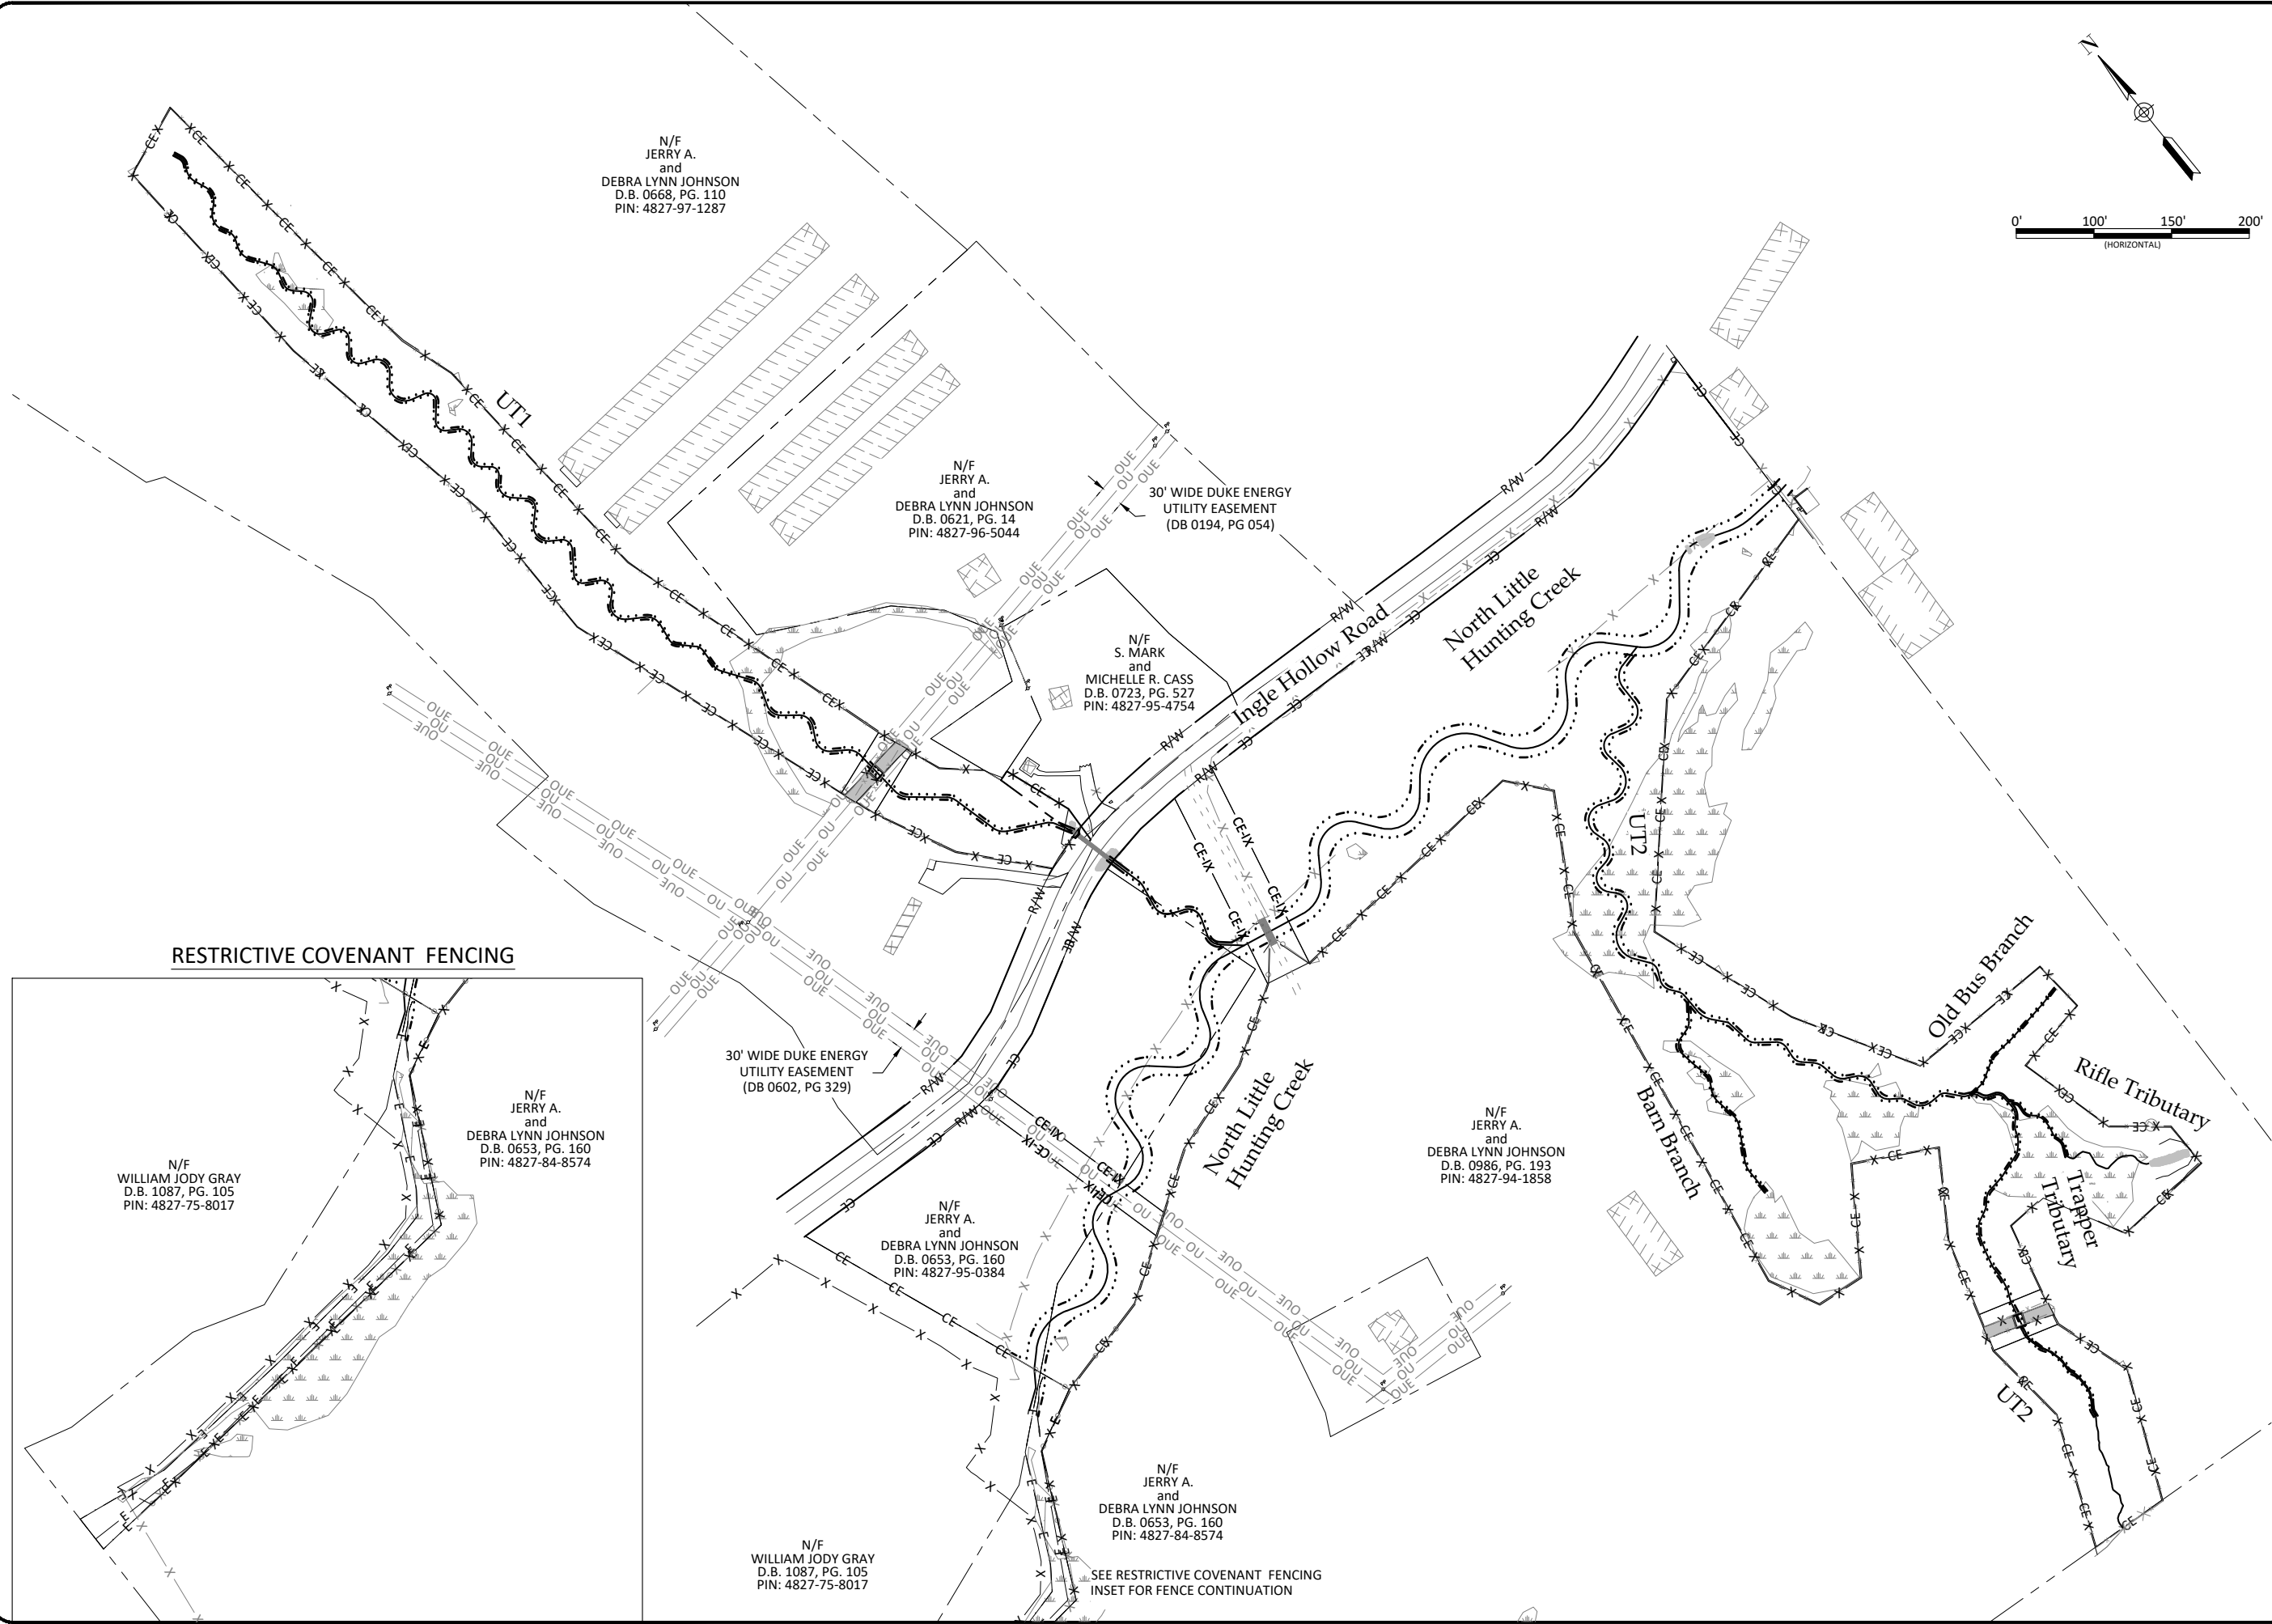 N
0'
100'
150'
200'
(HORIZONTAL)
N/F
JERRY A.
and
DEBRA LYNN JOHNSON
D.B. 0668, PG. 110
PIN: 4827-97-1287
UT1
N/F
JERRY A.
and
DEBRA LYNN JOHNSON
D.B. 0621, PG. 14
PIN: 4827-96-5044
30' WIDE DUKE ENERGY
UTILITY EASEMENT
(DB 0194, PG 054)
N/F
S. MARK
and
MICHELLE R. CASS
D.B. 0723, PG. 527
PIN: 4827-95-4754
Ingle Hollow Road
North Little
Hunting Creek
R/W
CE
OUE
OU
CE-IX
UT2
Old Bus Branch
Rifle Tributary
Trapper
Tributary
Barn Branch
UT2
North Little
Hunting Creek
30' WIDE DUKE ENERGY
UTILITY EASEMENT
(DB 0602, PG 329)
N/F
JERRY A.
and
DEBRA LYNN JOHNSON
D.B. 0986, PG. 193
PIN: 4827-94-1858
N/F
JERRY A.
and
DEBRA LYNN JOHNSON
D.B. 0653, PG. 160
PIN: 4827-95-0384
N/F
JERRY A.
and
DEBRA LYNN JOHNSON
D.B. 0653, PG. 160
PIN: 4827-84-8574
SEE RESTRICTIVE COVENANT FENCING
INSET FOR FENCE CONTINUATION
N/F
WILLIAM JODY GRAY
D.B. 1087, PG. 105
PIN: 4827-75-8017
RESTRICTIVE COVENANT FENCING
N/F
JERRY A.
and
DEBRA LYNN JOHNSON
D.B. 0653, PG. 160
PIN: 4827-84-8574
N/F
WILLIAM JODY GRAY
D.B. 1087, PG. 105
PIN: 4827-75-8017